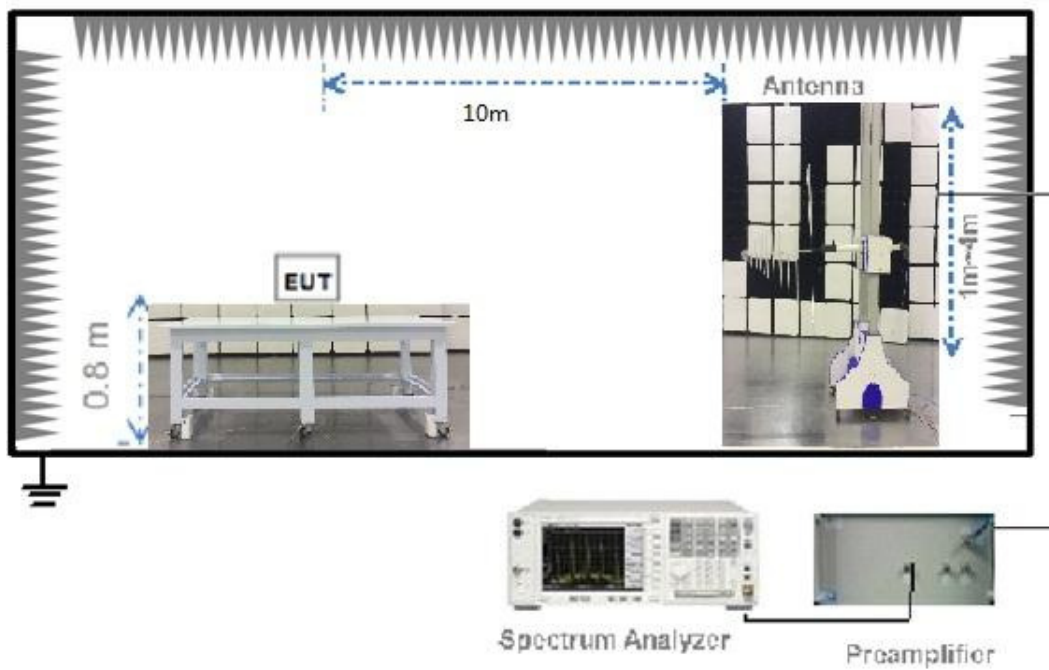 Antenna
10m
1m~4m
EUT
0.8 m
Spectrum Analyzer
Preamplifier